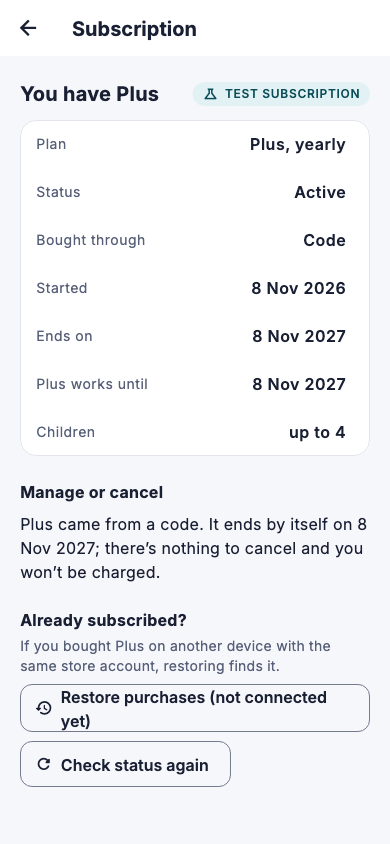 Subscription
You have Plus
TEST SUBSCRIPTION
Plan
Plus, yearly
Status
Active
Bought through
Code
Started
8 Nov 2026
Ends on
8 Nov 2027
Plus works until
8 Nov 2027
Children
up to 4
Manage or cancel
Plus came from a code. It ends by itself on 8
Nov 2027; there’s nothing to cancel and you
won’t be charged.
Already subscribed?
If you bought Plus on another device with the
same store account, restoring finds it.
Restore purchases (not connected
yet)
Check status again